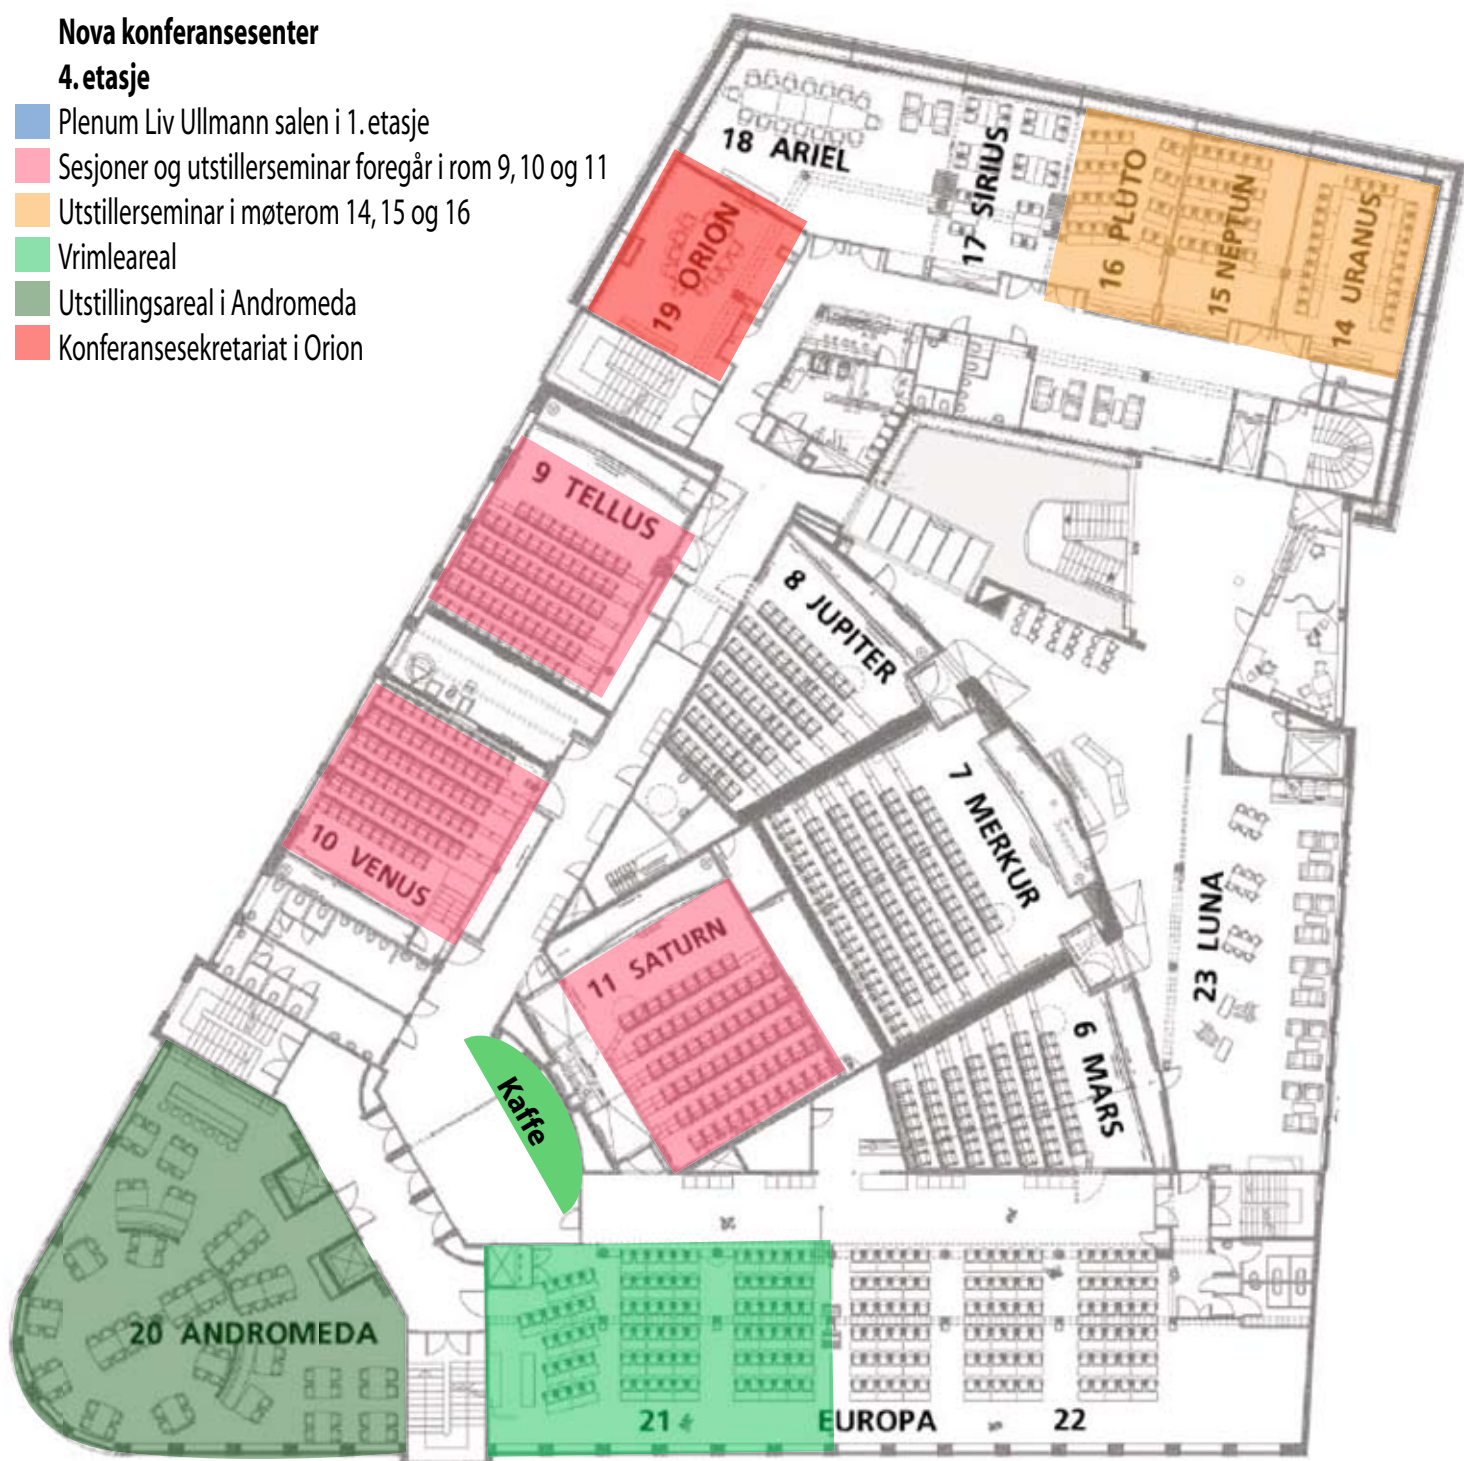 Nova konferansesenter
4. etasje
Plenum Liv Ullmann salen i 1. etasje
Sesjoner og utstillerseminar foregår i rom 9, 10 og 11
Utstillerseminar i møterom 14, 15 og 16
Vrimleareal
Utstillingsareal i Andromeda
Konferansesekretariat i Orion
18 ARIEL
17 SIRIUS
16 PLUTO
15 NEPTUN
14 URANUS
19 ORION
9 TELLUS
8 JUPITER
7 MERKUR
10 VENUS
11 SATURN
23 LUNA
6 MARS
Kaffe
20 ANDROMEDA
21 EUROPA 22